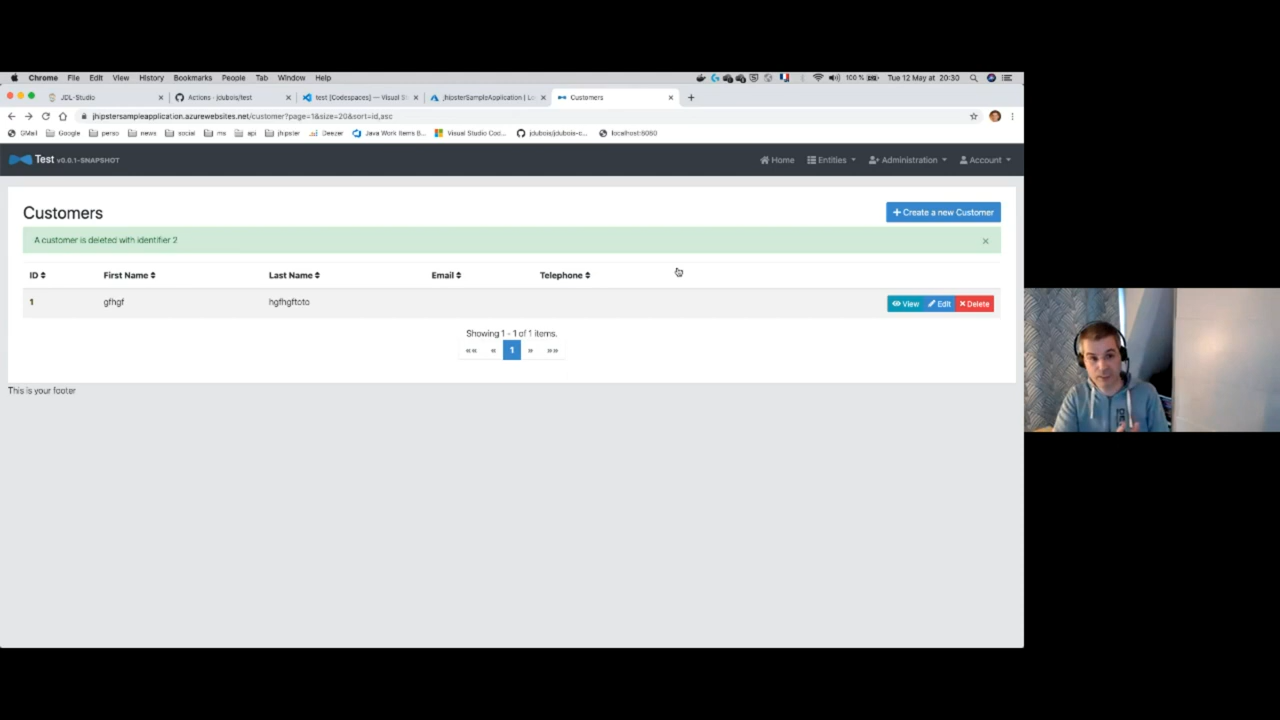 Chrome File Edit View History Bookmarks People Tab Window Help 100 % Tue 12 May at 20:30
JDL-Studio Actions - jdubois/test test [Codespaces] — Visual S jhipsterSampleApplication | Lo Customers
jhipstersampleapplication.azurewebsites.net/customer?page=1&size=20&sort=id,asc
GMail Google perso news social ms api jhipster Deezer Java Work Items B... Visual Studio Cod... jdubois/jdubois-c... localhost:8080
Test v0.0.1-SNAPSHOT Home Entities Administration Account
Customers + Create a new Customer
A customer is deleted with identifier 2 ×
ID First Name Last Name Email Telephone
1 gfhgf hgfhgftoto View Edit Delete
Showing 1 - 1 of 1 items.
«« « 1 » »»
This is your footer